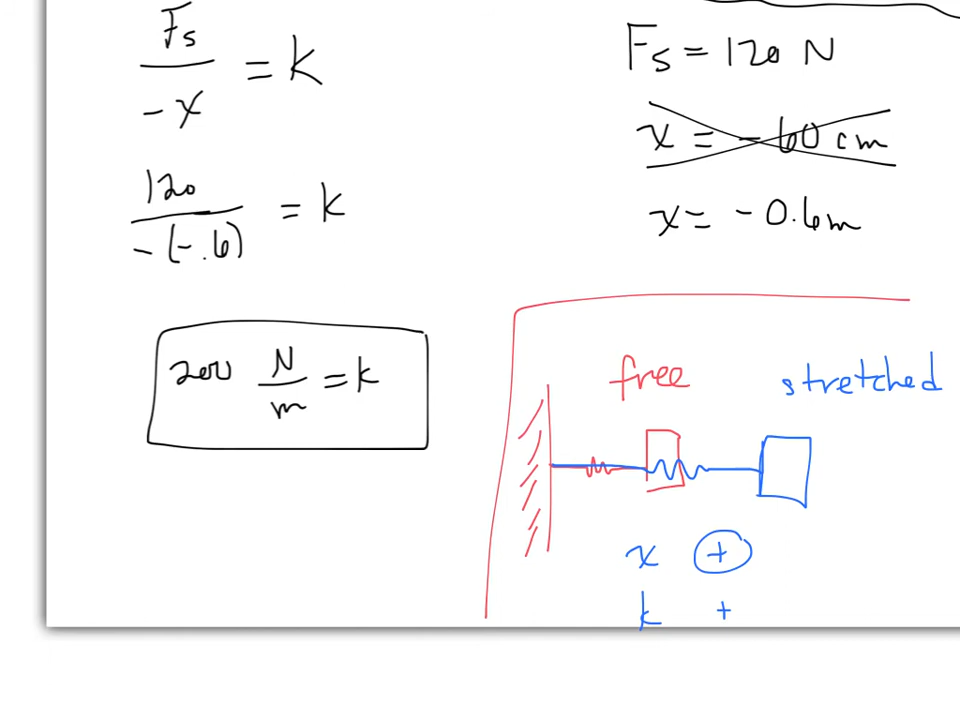 Fs
-x
= k
120
-(-.6)
= k
200 N/m = k
Fs = 120 N
x = -60 cm
x = -0.6m
free
stretched
x +
k +